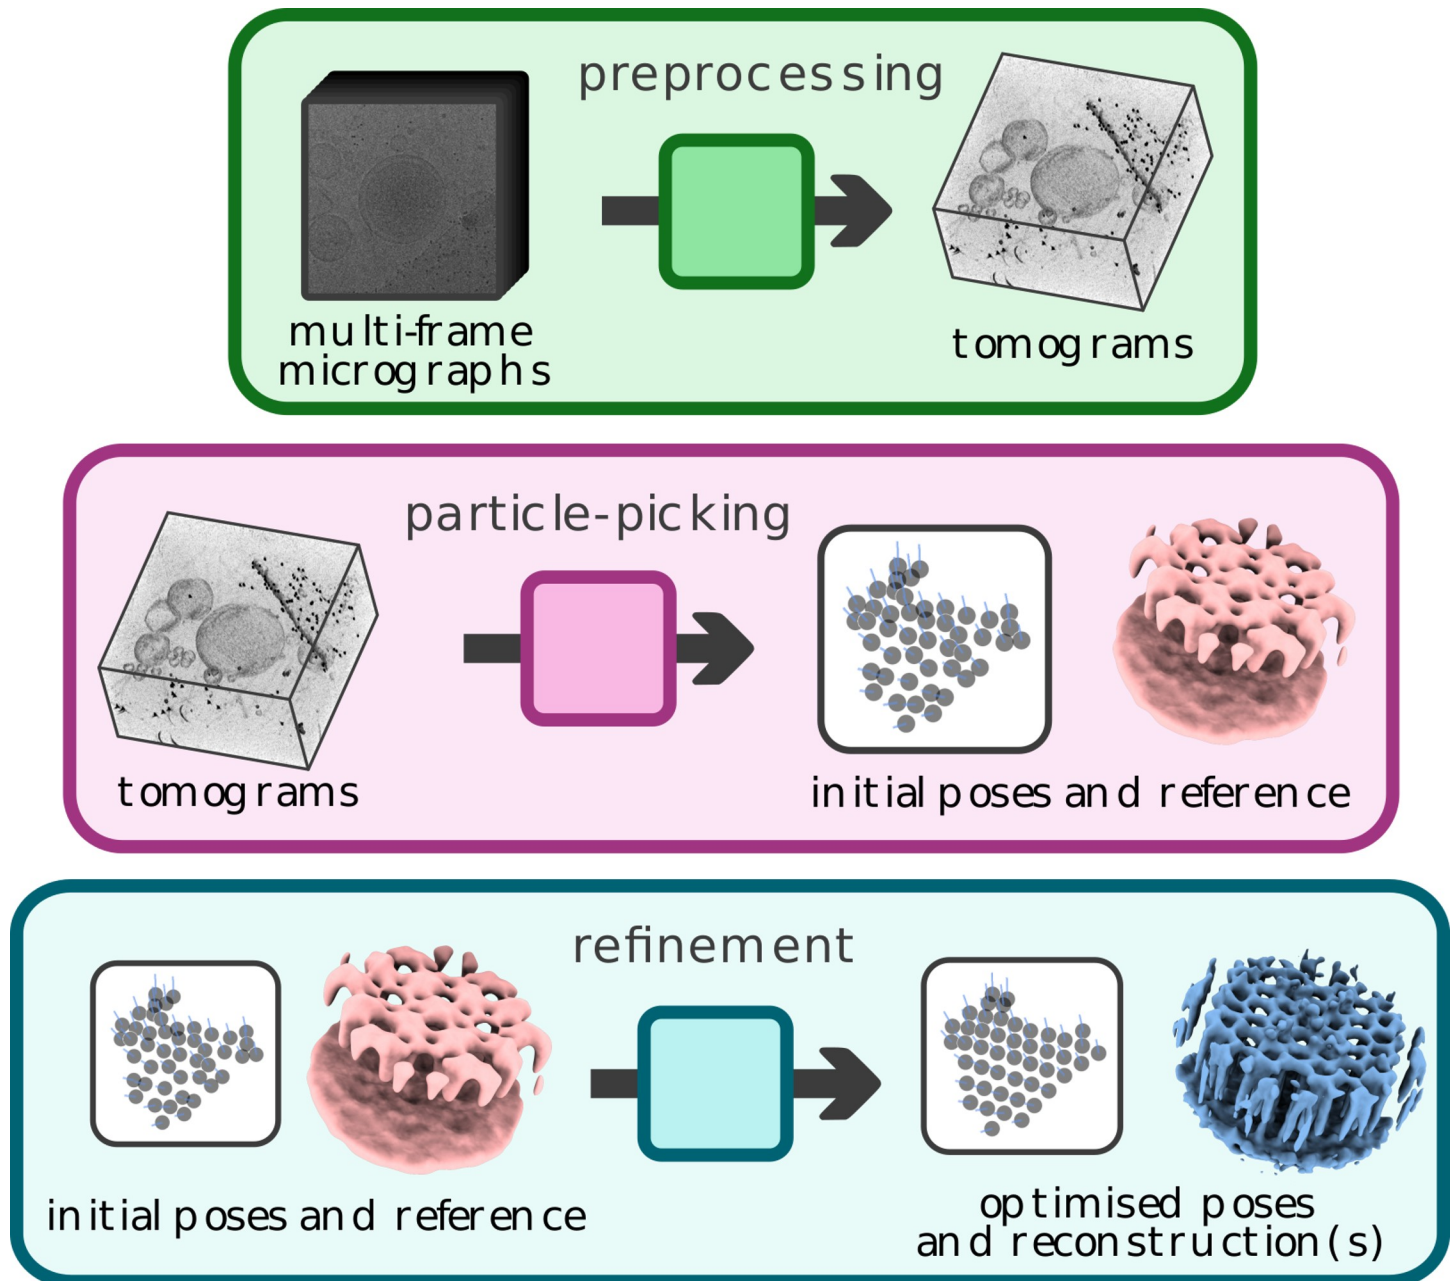 preprocessing
multi-frame
micrographs
tomograms
particle-picking
tomograms
initial poses and reference
refinement
initial poses and reference
optimised poses
and reconstruction(s)